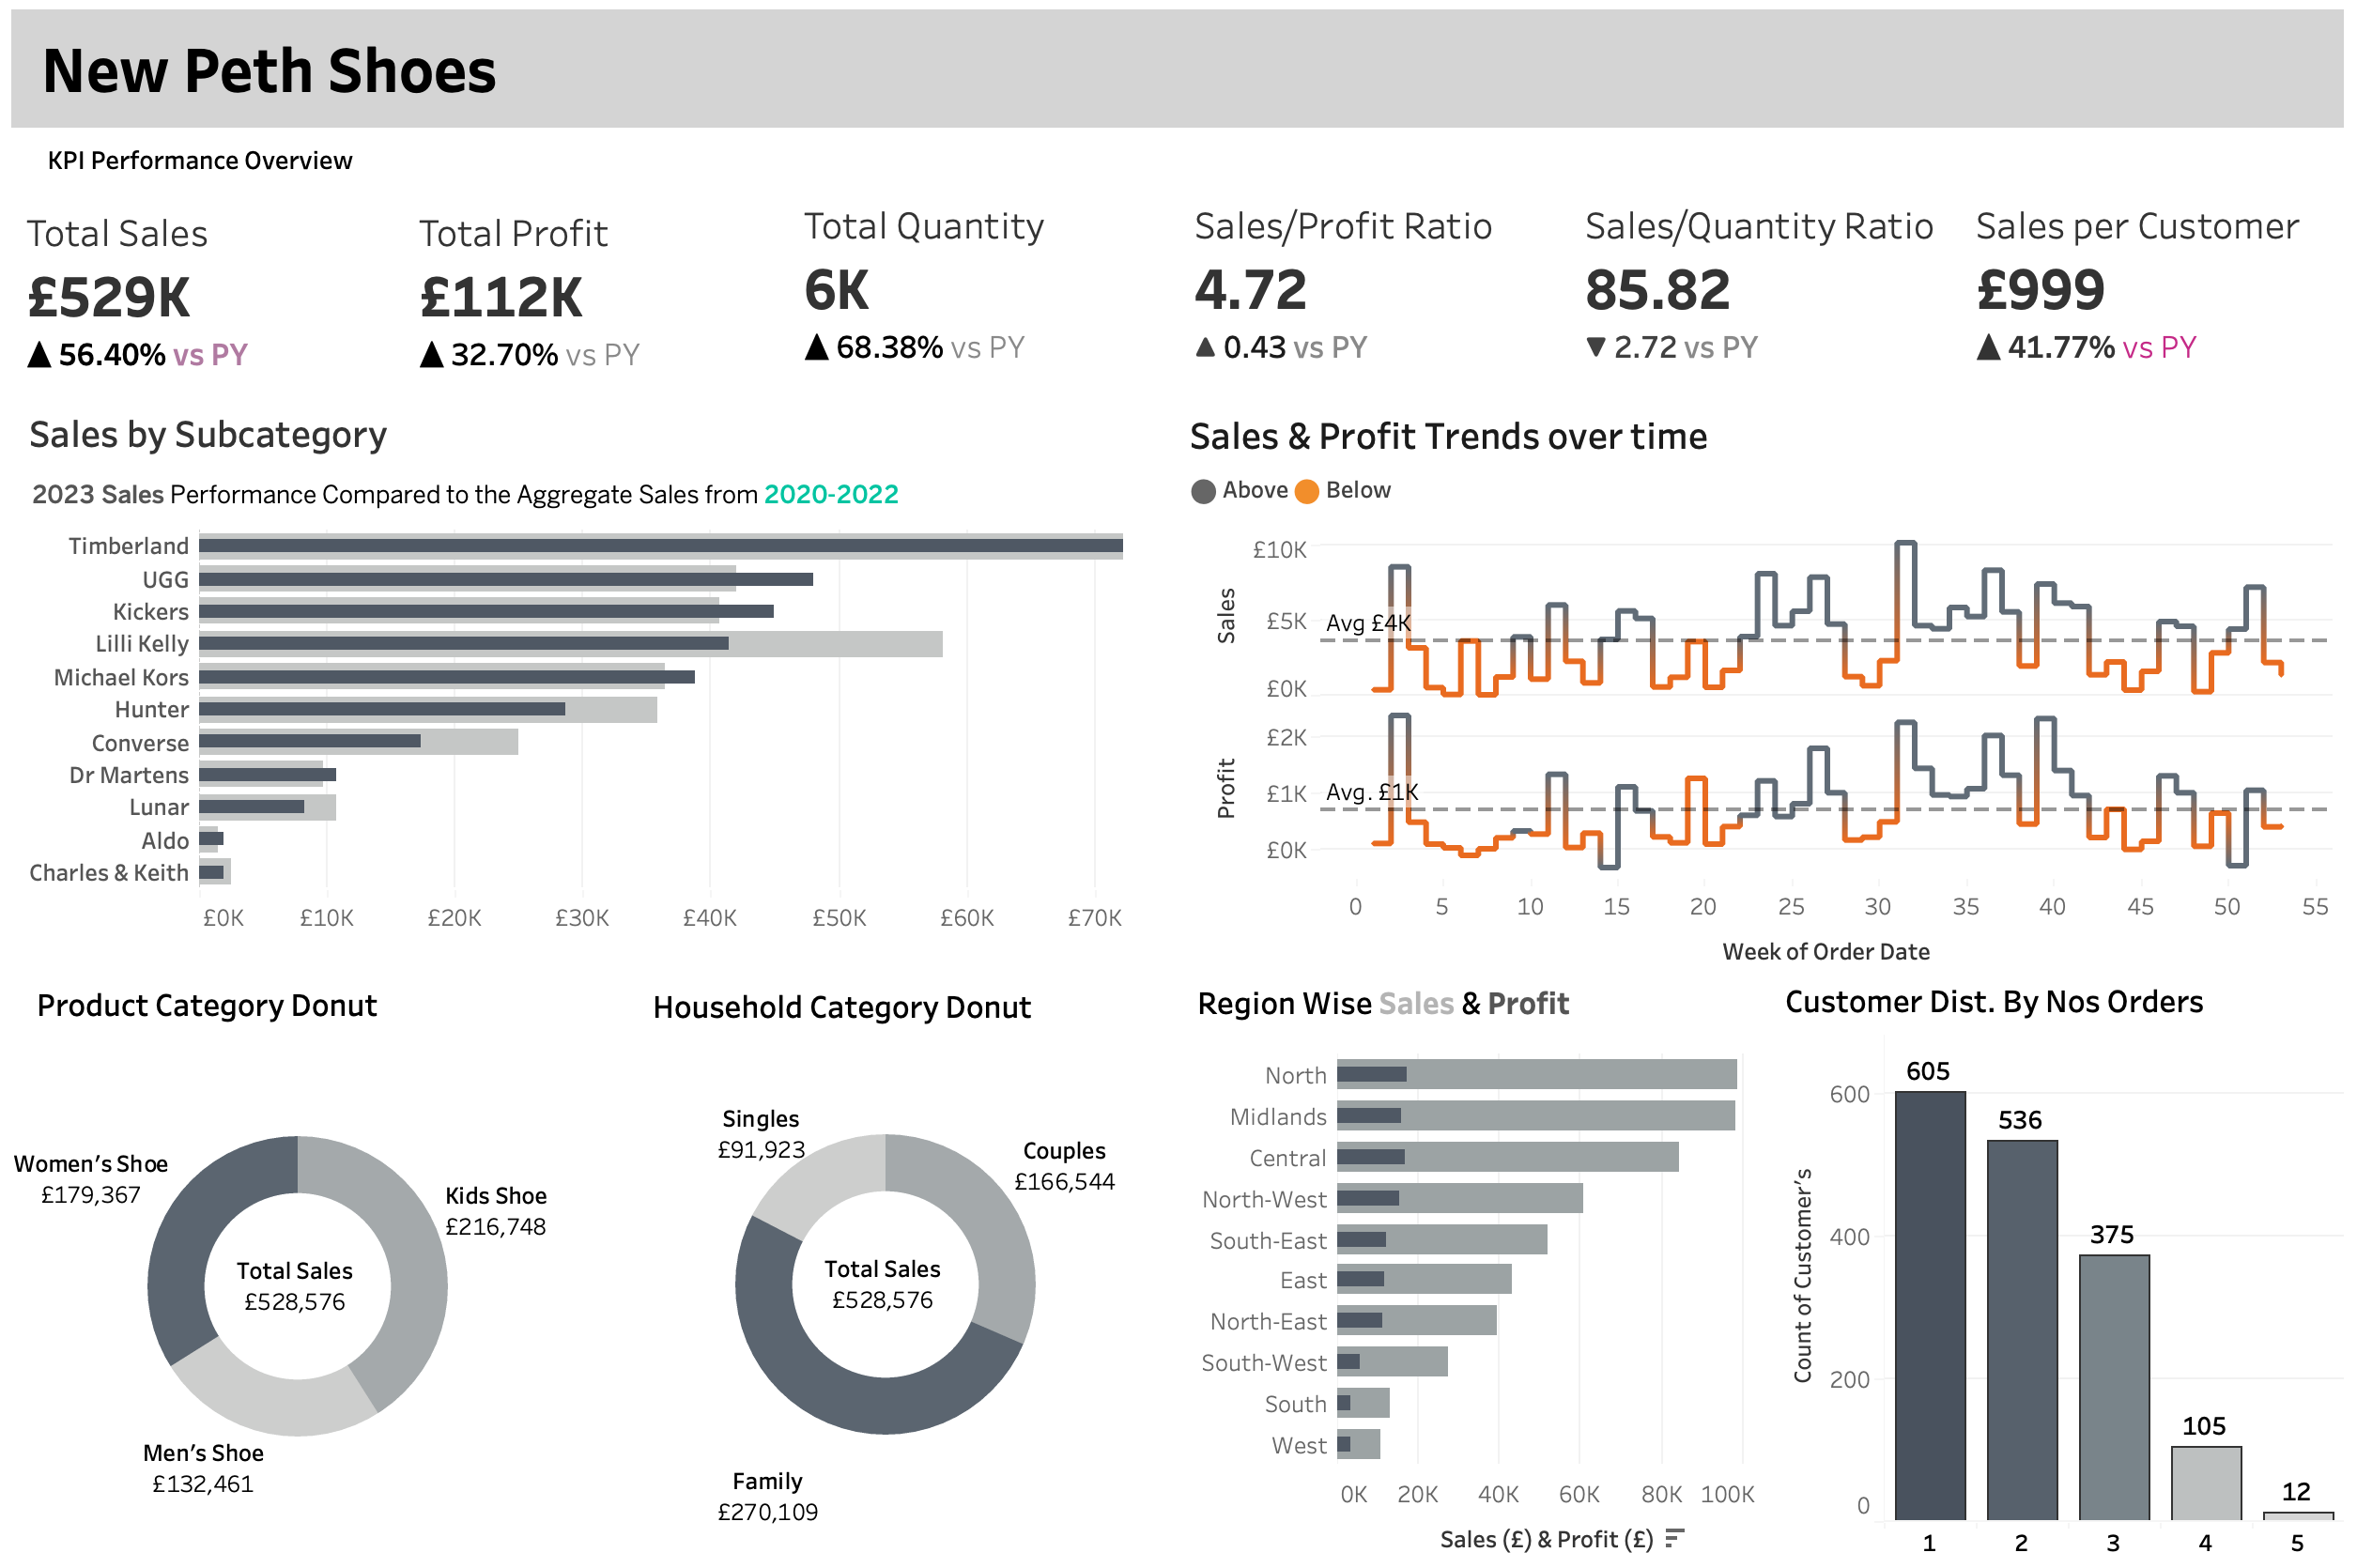 New Peth Shoes
KPI Performance Overview
Total Sales
£529K
▲ 56.40% vs PY
Total Profit
£112K
▲ 32.70% vs PY
Total Quantity
6K
▲ 68.38% vs PY
Sales/Profit Ratio
4.72
▲ 0.43 vs PY
Sales/Quantity Ratio
85.82
▼ 2.72 vs PY
Sales per Customer
£999
▲ 41.77% vs PY
Sales by Subcategory
2023 Sales Performance Compared to the Aggregate Sales from 2020-2022
Timberland
UGG
Kickers
Lilli Kelly
Michael Kors
Hunter
Converse
Dr Martens
Lunar
Aldo
Charles & Keith
£0K £10K £20K £30K £40K £50K £60K £70K
Sales & Profit Trends over time
Above Below
Sales
£10K
£5K
£0K
Avg £4K
Profit
£2K
£1K
£0K
Avg. £1K
0 5 10 15 20 25 30 35 40 45 50 55
Week of Order Date
Product Category Donut
Women's Shoe
£179,367
Kids Shoe
£216,748
Total Sales
£528,576
Men's Shoe
£132,461
Household Category Donut
Singles
£91,923
Couples
£166,544
Total Sales
£528,576
Family
£270,109
Region Wise Sales & Profit
North
Midlands
Central
North-West
South-East
East
North-East
South-West
South
West
0K 20K 40K 60K 80K 100K
Sales (£) & Profit (£)
Customer Dist. By Nos Orders
Count of Customer's
600
400
200
0
605
536
375
105
12
1 2 3 4 5